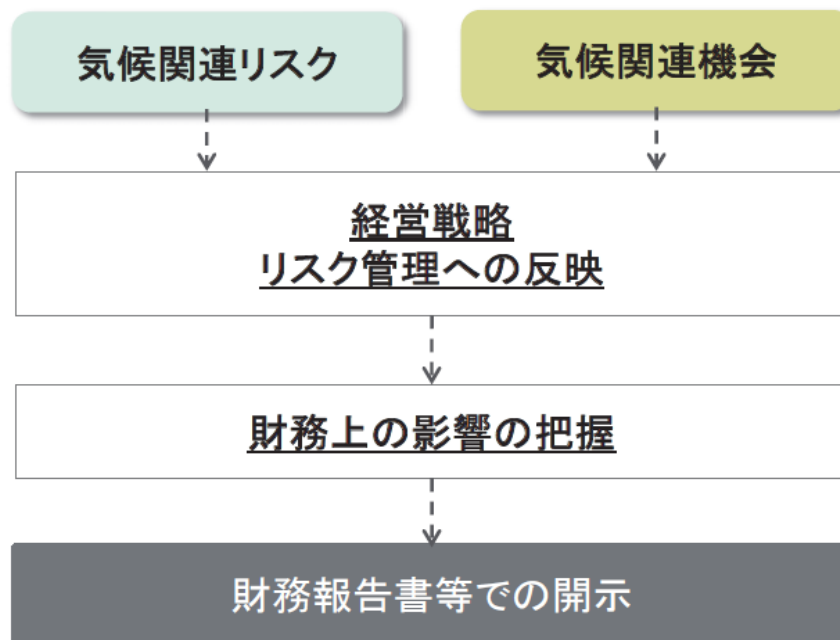 気候関連リスク
気候関連機会
経営戦略
リスク管理への反映
財務上の影響の把握
財務報告書等での開示